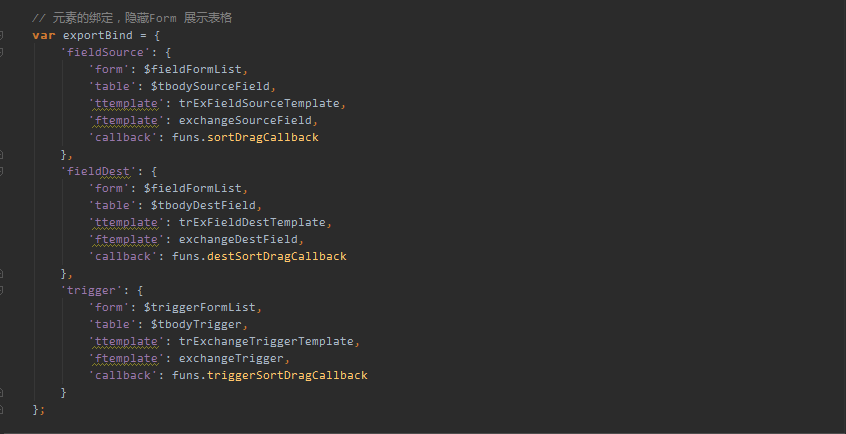 // 元素的绑定，隐藏Form 展示表格
var exportBind = {
'fieldSource': {
'form': $fieldFormList,
'table': $tbodySourceField,
'ttemplate': trExFieldSourceTemplate,
'ftemplate': exchangeSourceField,
'callback': funs.sortDragCallback
},
'fieldDest': {
'form': $fieldFormList,
'table': $tbodyDestField,
'ttemplate': trExFieldDestTemplate,
'ftemplate': exchangeDestField,
'callback': funs.destSortDragCallback
},
'trigger': {
'form': $triggerFormList,
'table': $tbodyTrigger,
'ttemplate': trExchangeTriggerTemplate,
'ftemplate': exchangeTrigger,
'callback': funs.triggerSortDragCallback
}
};